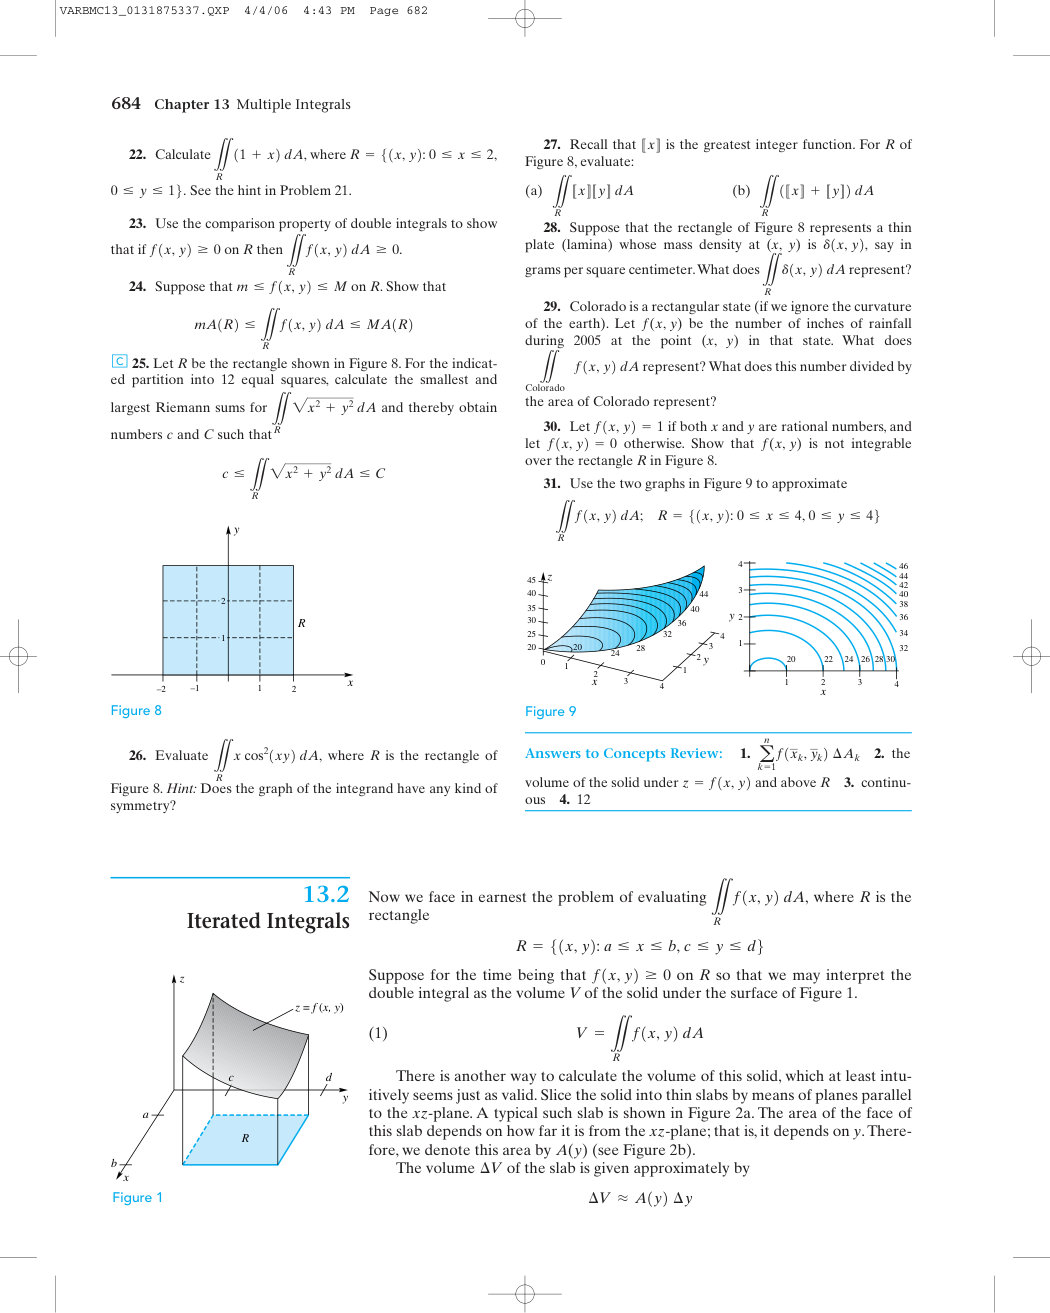 VARBMC13_0131875337.QXP 4/4/06 4:43 PM Page 682
684 Chapter 13 Multiple Integrals
22. Calculate ∬ (1 + x) dA, where R = {(x, y): 0 ≤ x ≤ 2,
R
0 ≤ y ≤ 1}. See the hint in Problem 21.
23. Use the comparison property of double integrals to show
that if f(x, y) ≥ 0 on R then ∬ f(x, y) dA ≥ 0.
R
24. Suppose that m ≤ f(x, y) ≤ M on R. Show that
mA(R) ≤ ∬ f(x, y) dA ≤ MA(R)
R
C 25. Let R be the rectangle shown in Figure 8. For the indicat-
ed partition into 12 equal squares, calculate the smallest and
largest Riemann sums for ∬ √x² + y² dA and thereby obtain
numbers c and C such that R
c ≤ ∬ √x² + y² dA ≤ C
R
y
2
R
1
–2 –1 1 2 x
Figure 8
26. Evaluate ∬ x cos²(xy) dA, where R is the rectangle of
R
Figure 8. Hint: Does the graph of the integrand have any kind of
symmetry?
27. Recall that ⟦x⟧ is the greatest integer function. For R of
Figure 8, evaluate:
(a) ∬ ⟦x⟧⟦y⟧ dA (b) ∬ (⟦x⟧ + ⟦y⟧) dA
R R
28. Suppose that the rectangle of Figure 8 represents a thin
plate (lamina) whose mass density at (x, y) is δ(x, y), say in
grams per square centimeter. What does ∬ δ(x, y) dA represent?
R
29. Colorado is a rectangular state (if we ignore the curvature
of the earth). Let f(x, y) be the number of inches of rainfall
during 2005 at the point (x, y) in that state. What does
∬ f(x, y) dA represent? What does this number divided by
Colorado
the area of Colorado represent?
30. Let f(x, y) = 1 if both x and y are rational numbers, and
let f(x, y) = 0 otherwise. Show that f(x, y) is not integrable
over the rectangle R in Figure 8.
31. Use the two graphs in Figure 9 to approximate
∬ f(x, y) dA; R = {(x, y): 0 ≤ x ≤ 4, 0 ≤ y ≤ 4}
R
45 z
40
35
30
25
20
20 24 28 32 36 40 44
0 1 2 3 4
x
1 2 3 4
y
4
3
y 2
1
20 22 24 26 28 30
46
44
42
40
38
36
34
32
1 2 3 4
x
Figure 9
Answers to Concepts Review: 1. n∑k=1 f(x̄k, ȳk) ΔAk 2. the
volume of the solid under z = f(x, y) and above R 3. continu-
ous 4. 12
13.2
Iterated Integrals
Now we face in earnest the problem of evaluating ∬ f(x, y) dA, where R is the
R
rectangle
R = {(x, y): a ≤ x ≤ b, c ≤ y ≤ d}
Suppose for the time being that f(x, y) ≥ 0 on R so that we may interpret the
double integral as the volume V of the solid under the surface of Figure 1.
(1) V = ∬ f(x, y) dA
R
There is another way to calculate the volume of this solid, which at least intu-
itively seems just as valid. Slice the solid into thin slabs by means of planes parallel
to the xz-plane. A typical such slab is shown in Figure 2a. The area of the face of
this slab depends on how far it is from the xz-plane; that is, it depends on y. There-
fore, we denote this area by A(y) (see Figure 2b).
The volume ΔV of the slab is given approximately by
ΔV ≈ A(y) Δy
z
z = f(x, y)
c d
y
a
R
b
x
Figure 1